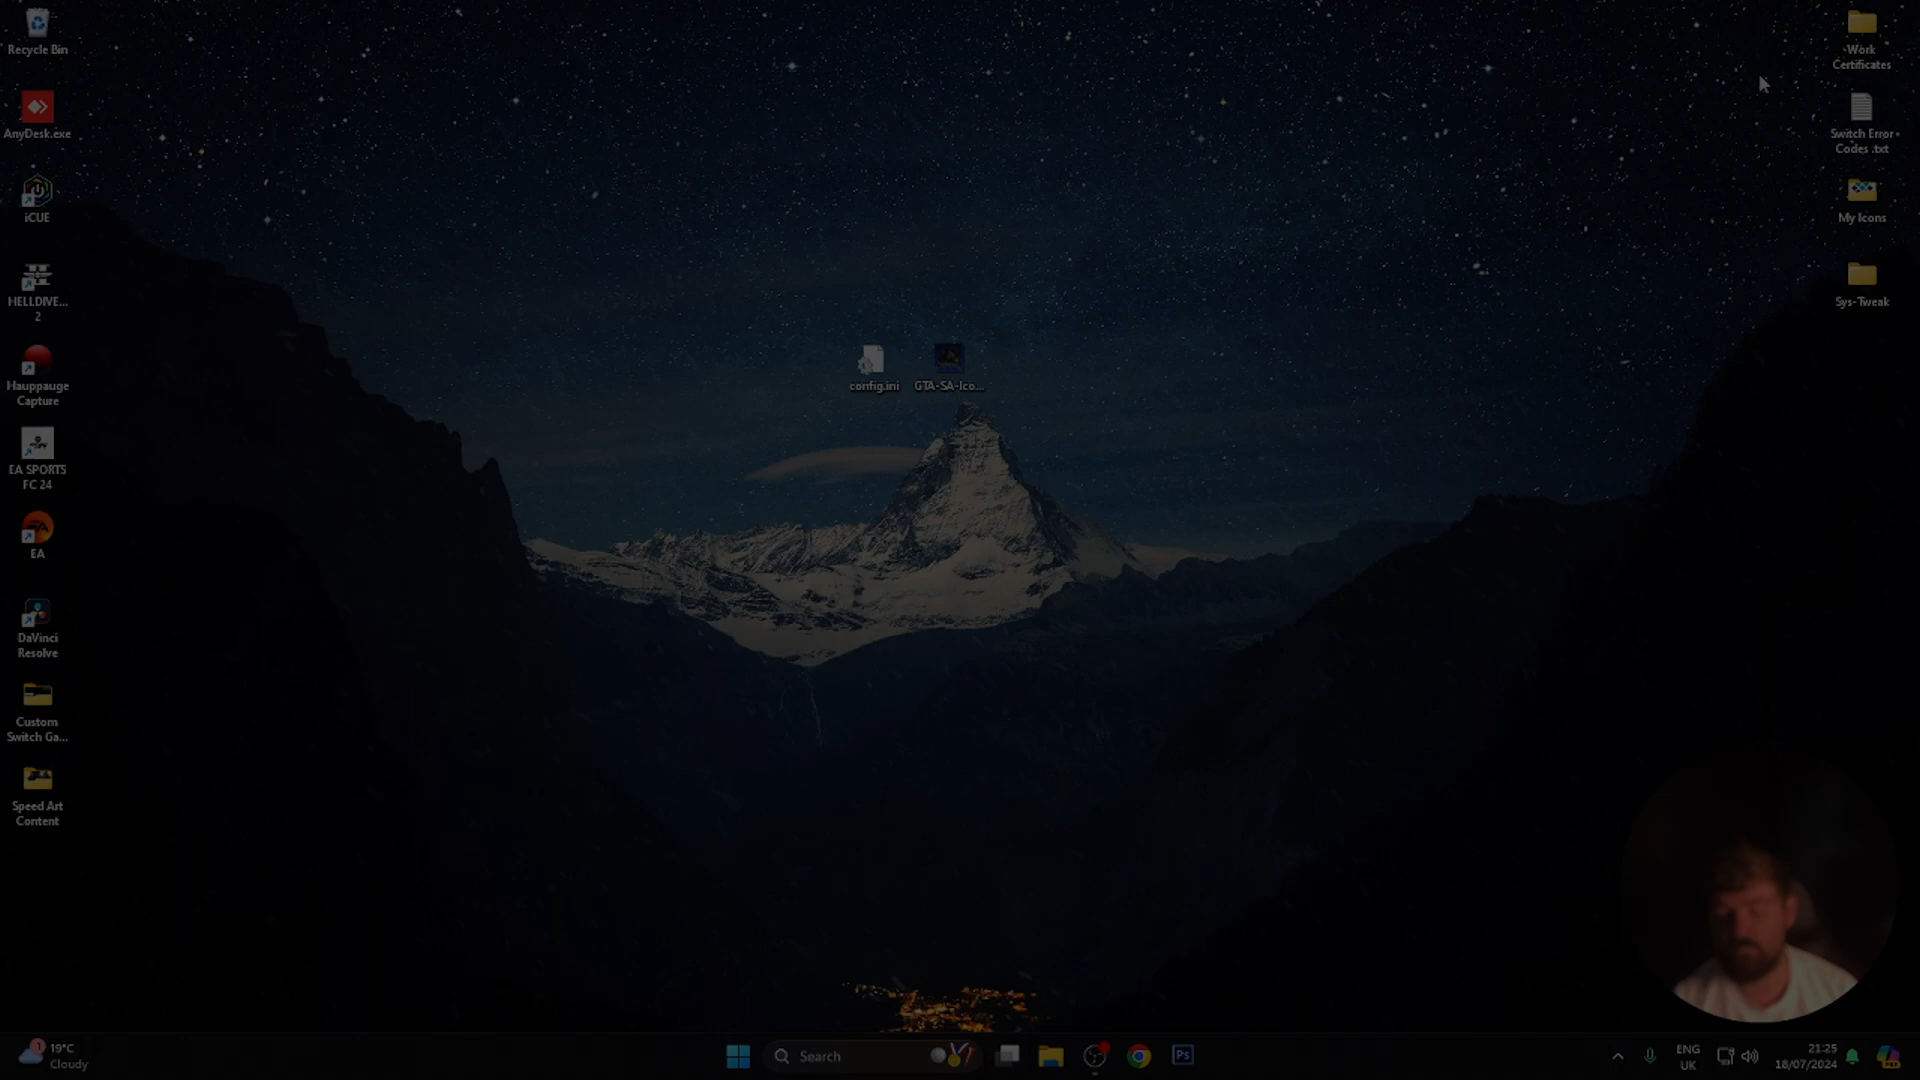 Recycle Bin
AnyDesk.exe
iCUE
HELLDIVE...
2
Hauppauge
Capture
EA SPORTS
FC 24
EA
DaVinci
Resolve
Custom
Switch Ga...
Speed Art
Content
config.ini
GTA-SA-Ico...
Work
Certificates
Switch Error
Codes .txt
My Icons
Sys-Tweak
1
19°C
Cloudy
Search
Ps
ENG
UK
21:25
18/07/2024